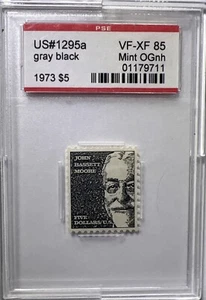 PSE
US#1295a VF-XF 85
gray black Mint OGnh
1973 $5 01179711
JOHN
BASSETT
MOORE
FIVE
DOLLARS/U.S.